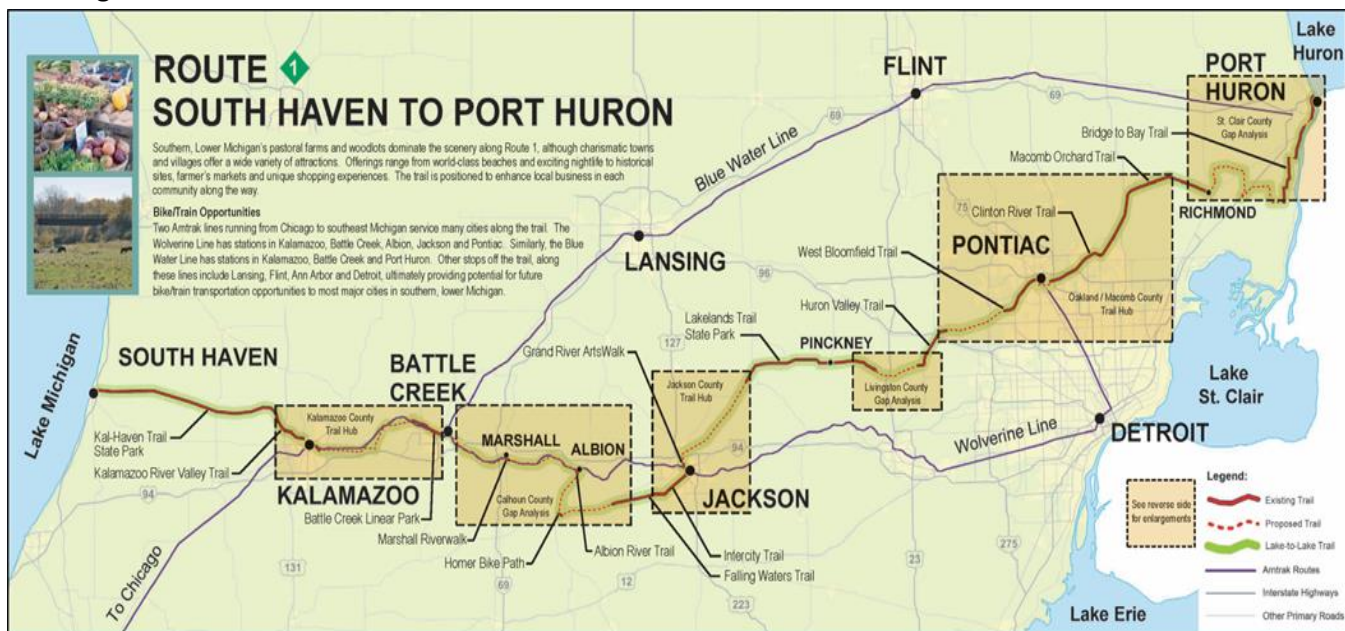 ROUTE 1
SOUTH HAVEN TO PORT HURON
Southern, Lower Michigan's pastoral farms and woodlots dominate the scenery along Route 1, although charismatic towns
and villages offer a wide variety of attractions. Offerings range from world-class beaches and exciting nightlife to historical
sites, farmer's markets and unique shopping experiences. The trail is positioned to enhance local business in each
community along the way.
Bike/Train Opportunities
Two Amtrak lines running from Chicago to southeast Michigan service many cities along the trail. The
Wolverine Line has stations in Kalamazoo, Battle Creek, Albion, Jackson and Pontiac. Similarly, the Blue
Water Line has stations in Kalamazoo, Battle Creek and Port Huron. Other stops off the trail, along
these lines include Lansing, Flint, Ann Arbor and Detroit, ultimately providing potential for future
bike/train transportation opportunities to most major cities in southern, lower Michigan.
Lake
Huron
PORT
HURON
St. Clair County
Gap Analysis
FLINT
69
69
Bridge to Bay Trail
Macomb Orchard Trail
Blue Water Line
RICHMOND
75
Clinton River Trail
PONTIAC
West Bloomfield Trail
LANSING
96
Oakland / Macomb County
Trail Hub
Huron Valley Trail
Lakelands Trail
State Park
127
PINCKNEY
Livingston County
Gap Analysis
Grand River ArtsWalk
Jackson County
Trail Hub
Lake Michigan
SOUTH HAVEN
BATTLE
CREEK
Kal-Haven Trail
State Park
Kalamazoo County
Trail Hub
Kalamazoo River Valley Trail
94
KALAMAZOO
Battle Creek Linear Park
MARSHALL
ALBION
Calhoun County
Gap Analysis
Marshall Riverwalk
Homer Bike Path
Albion River Trail
94
JACKSON
Intercity Trail
Falling Waters Trail
Wolverine Line
DETROIT
Lake
St. Clair
To Chicago
131
69
12
223
23
275
Lake Erie
See reverse side
for enlargements
Legend:
Existing Trail
Proposed Trail
Lake-to-Lake Trail
Amtrak Routes
Interstate Highways
Other Primary Roads